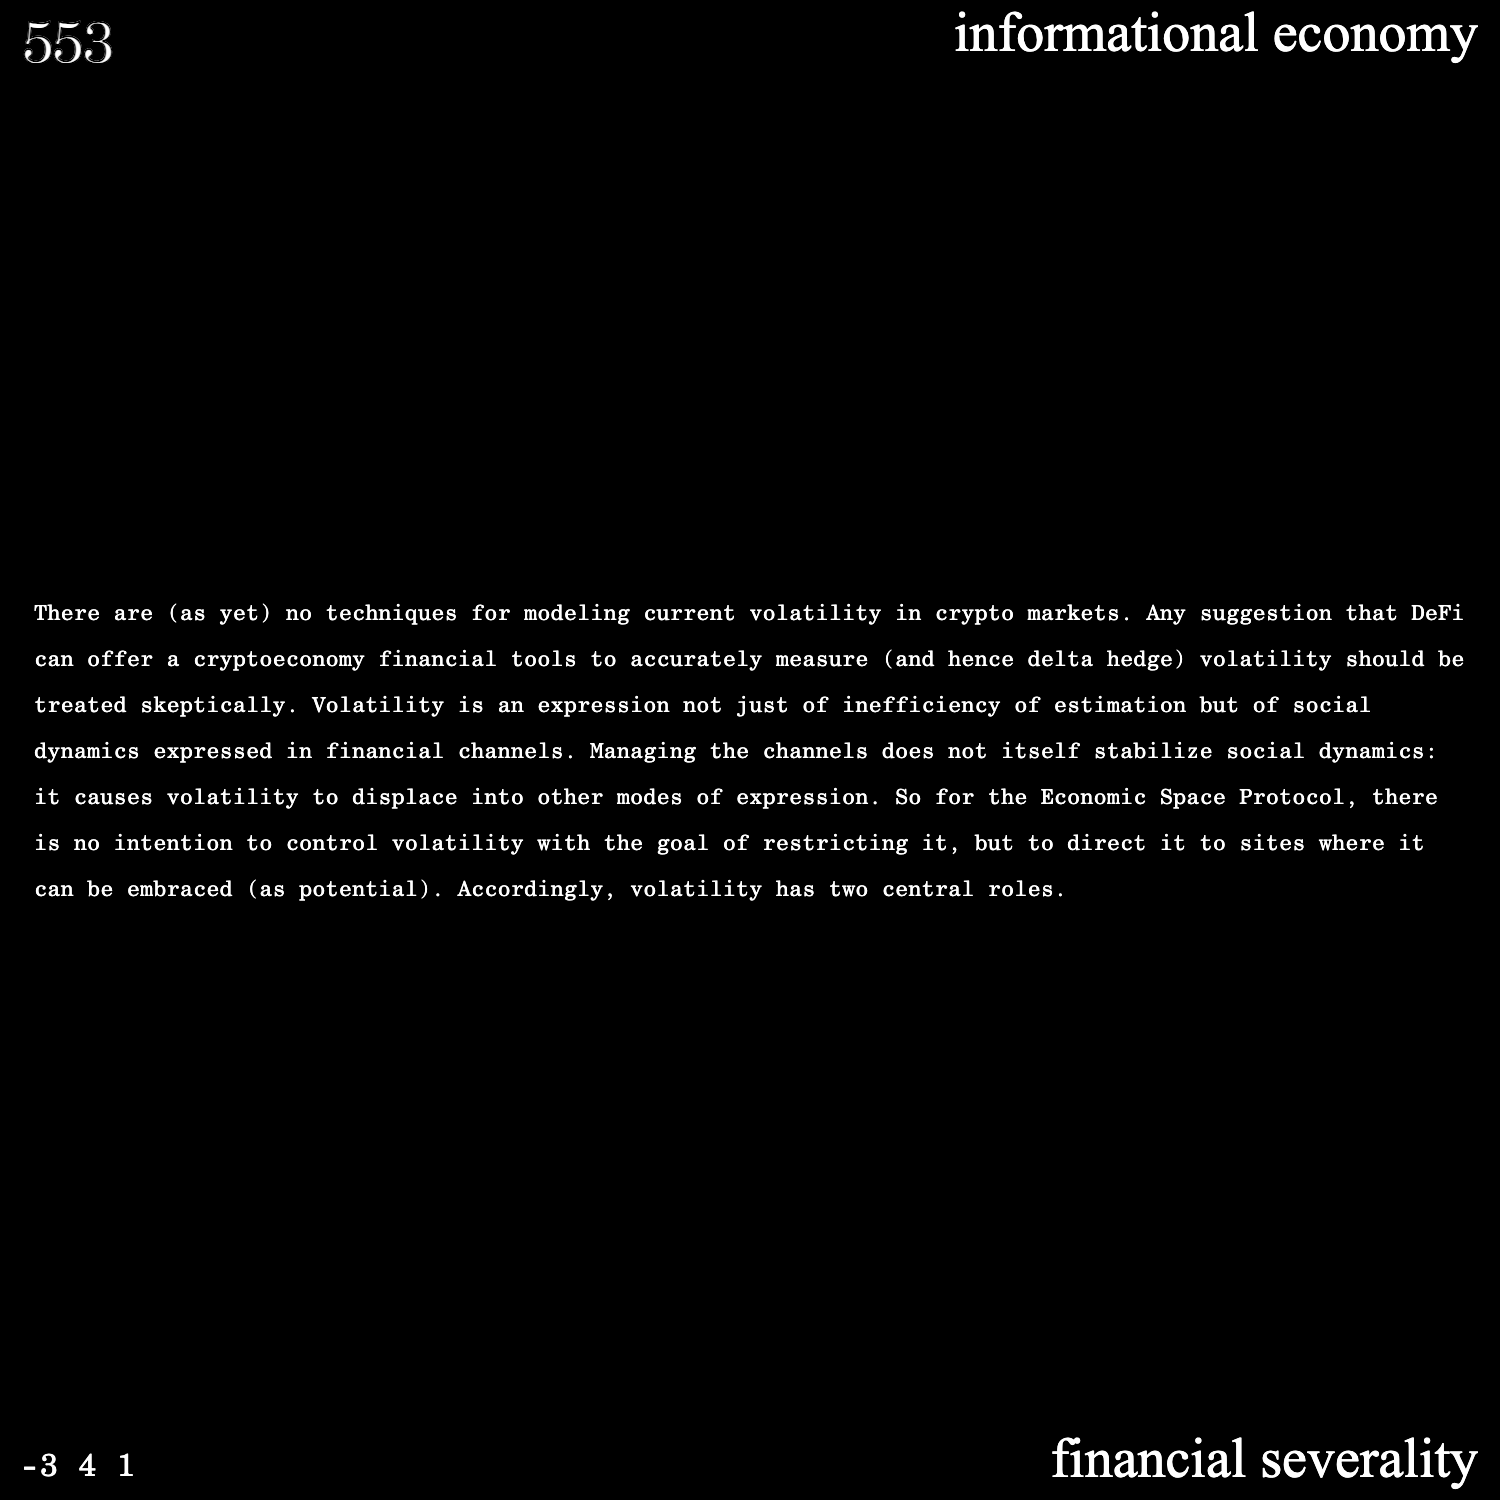 553
informational economy
There are (as yet) no techniques for modeling current volatility in crypto markets. Any suggestion that DeFi
can offer a cryptoeconomy financial tools to accurately measure (and hence delta hedge) volatility should be
treated skeptically. Volatility is an expression not just of inefficiency of estimation but of social
dynamics expressed in financial channels. Managing the channels does not itself stabilize social dynamics:
it causes volatility to displace into other modes of expression. So for the Economic Space Protocol, there
is no intention to control volatility with the goal of restricting it, but to direct it to sites where it
can be embraced (as potential). Accordingly, volatility has two central roles.
-3 4 1
financial severality